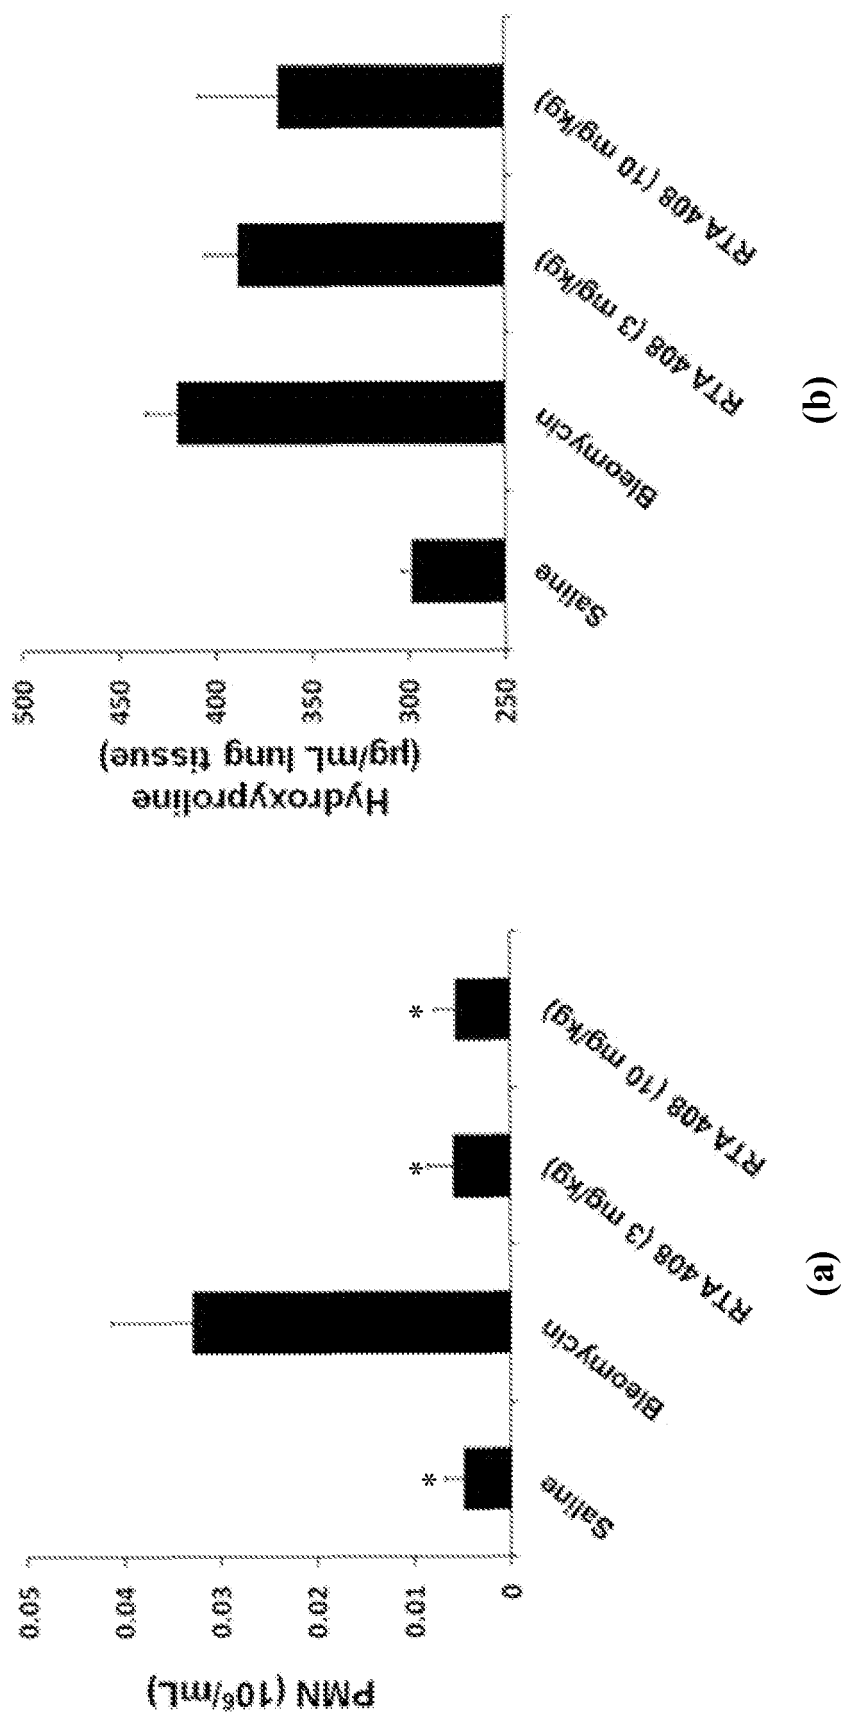 PMN (10⁶/mL)
0.05
0.04
0.03
0.02
0.01
0
*
*
*
Saline
Bleomycin
RTA 408 (3 mg/kg)
RTA 408 (10 mg/kg)
(a)
Hydroxyproline
(µg/mL lung tissue)
500
450
400
350
300
250
Saline
Bleomycin
RTA 408 (3 mg/kg)
RTA 408 (10 mg/kg)
(b)